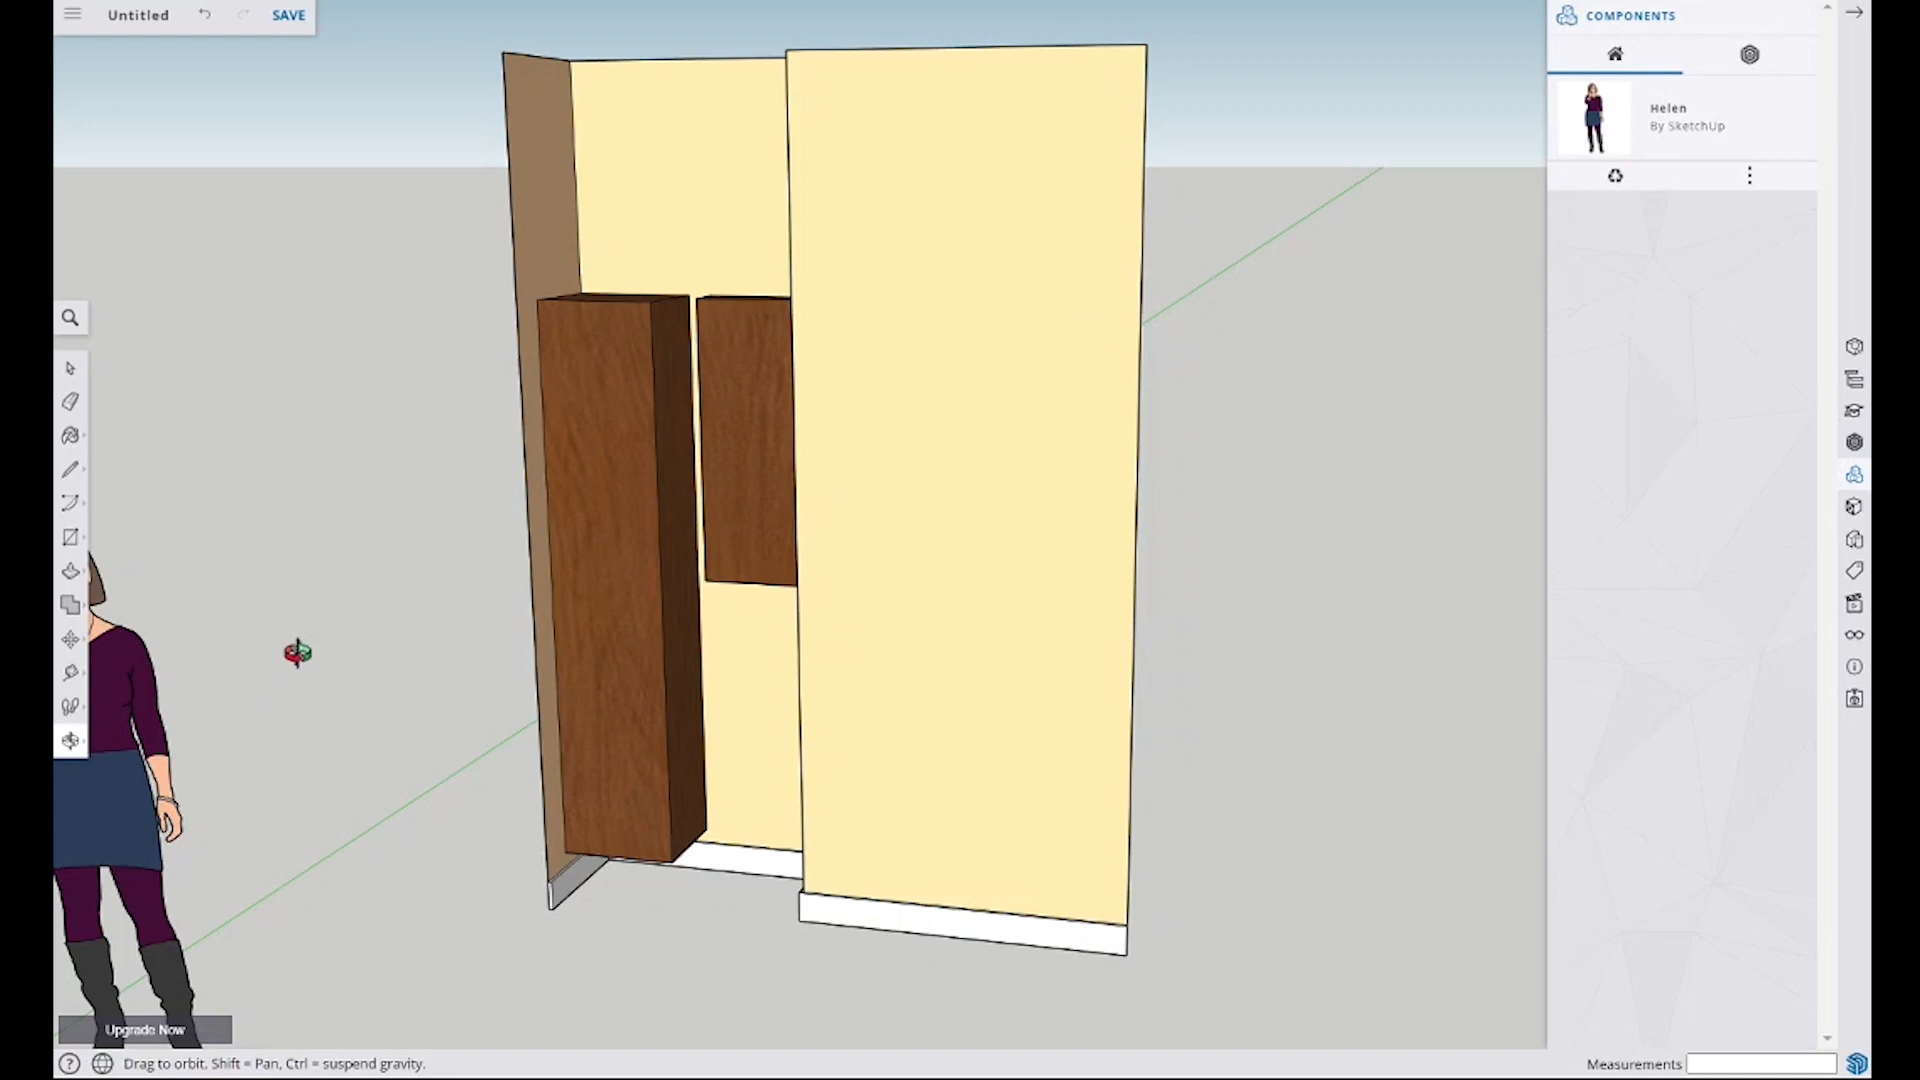 Untitled
SAVE
COMPONENTS
Helen
By SketchUp
Upgrade Now
Drag to orbit. Shift = Pan, Ctrl = suspend gravity.
Measurements